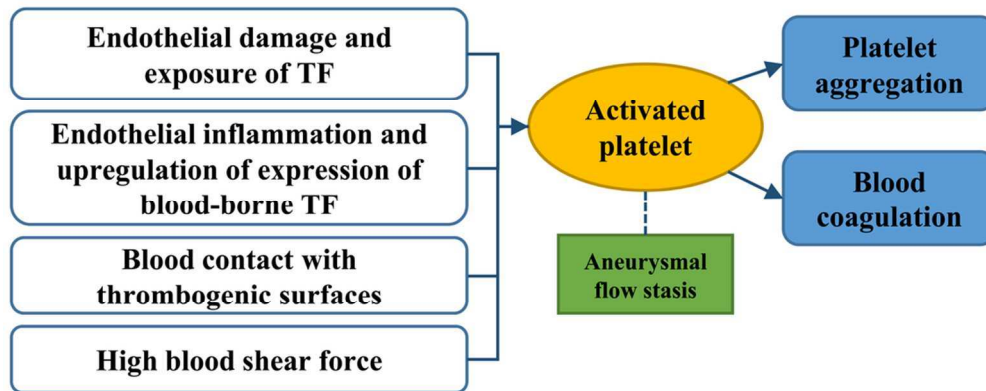 Endothelial damage and
exposure of TF
Endothelial inflammation and
upregulation of expression of
blood-borne TF
Blood contact with
thrombogenic surfaces
High blood shear force
Activated
platelet
Aneurysmal
flow stasis
Platelet
aggregation
Blood
coagulation